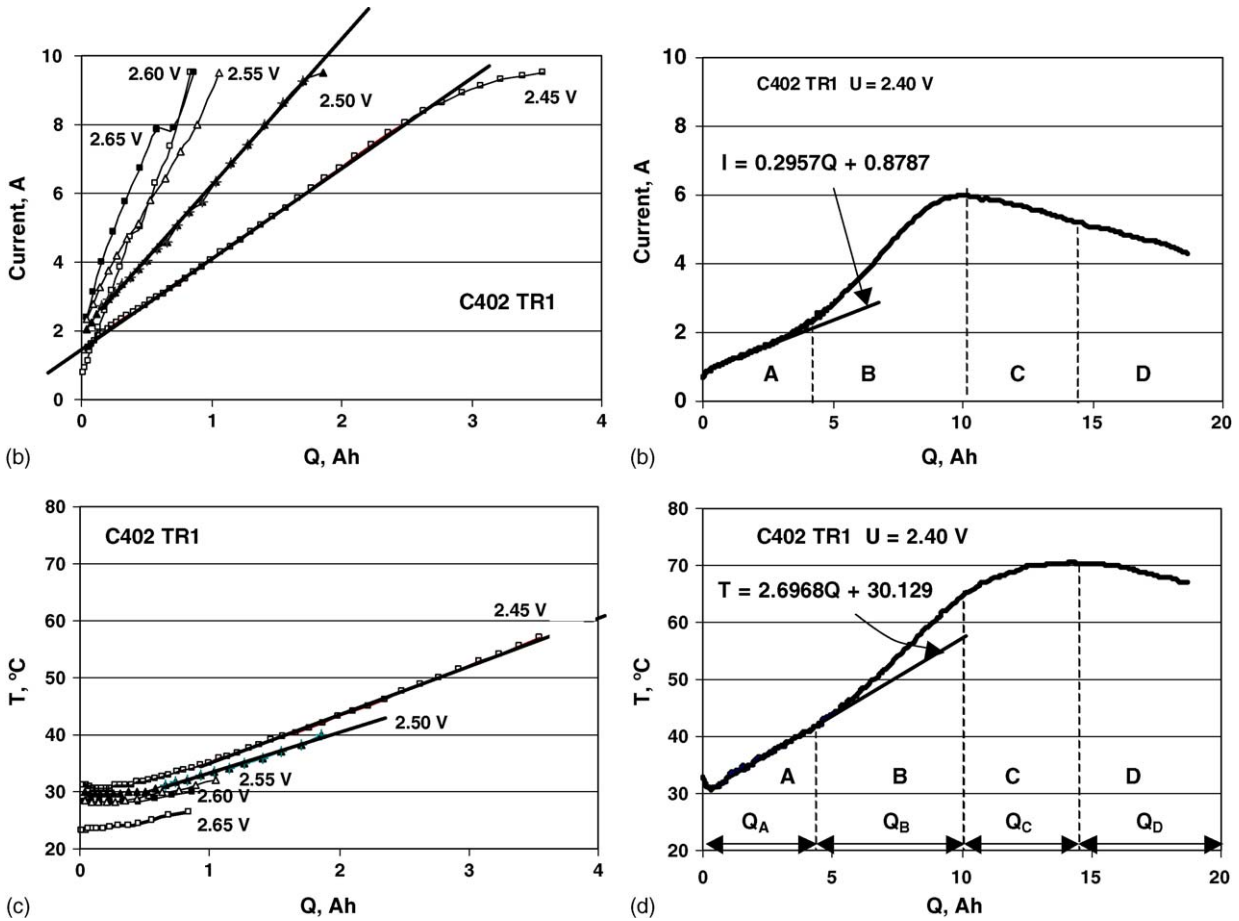 10
8
6
4
2
0
Current, A
2.60 V
2.55 V
2.50 V
2.45 V
2.65 V
C402 TR1
0 1 2 3 4
(b) Q, Ah
10
8
6
4
2
0
Current, A
C402 TR1 U = 2.40 V
I = 0.2957Q + 0.8787
A B C D
0 5 10 15 20
(b) Q, Ah
80
70
60
50
40
30
20
T, °C
C402 TR1
2.45 V
2.50 V
2.55 V
2.60 V
2.65 V
0 1 2 3 4
(c) Q, Ah
80
70
60
50
40
30
20
T, °C
C402 TR1 U = 2.40 V
T = 2.6968Q + 30.129
A B C D
QA QB QC QD
0 5 10 15 20
(d) Q, Ah